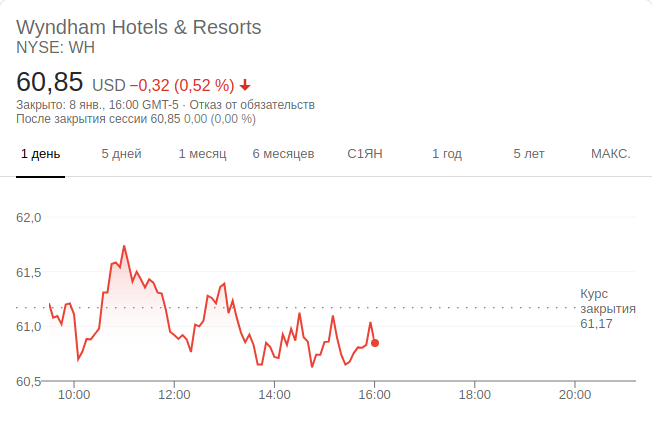 Wyndham Hotels & Resorts
NYSE: WH
60,85 USD −0,32 (0,52 %)
Закрыто: 8 янв., 16:00 GMT-5 · Отказ от обязательств
После закрытия сессии 60,85 0,00 (0,00 %)
1 день 5 дней 1 месяц 6 месяцев С1ЯН 1 год 5 лет МАКС.
62,0
61,5
Курс
закрытия
61,17
61,0
60,5
10:00 12:00 14:00 16:00 18:00 20:00